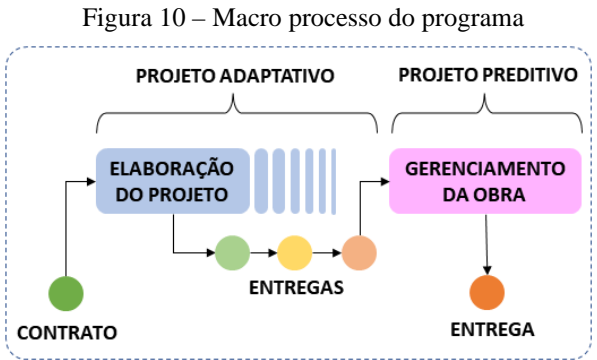 Figura 10 – Macro processo do programa
PROJETO ADAPTATIVO
PROJETO PREDITIVO
ELABORAÇÃO
DO PROJETO
GERENCIAMENTO
DA OBRA
ENTREGAS
CONTRATO
ENTREGA